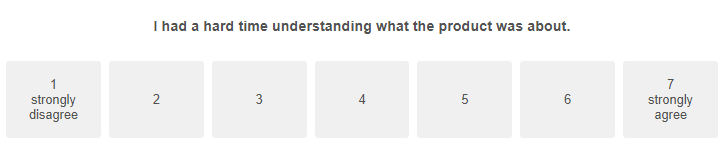 I had a hard time understanding what the product was about.
1
strongly
disagree
2
3
4
5
6
7
strongly
agree